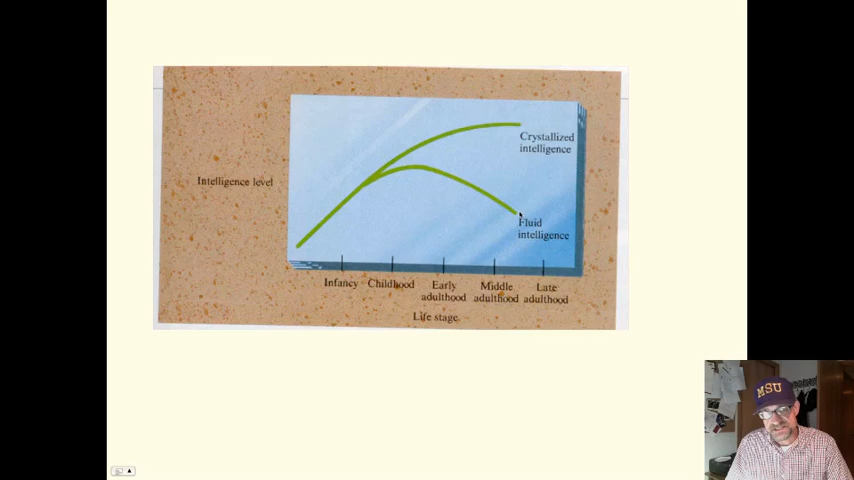 Crystallized
intelligence
Intelligence level
Fluid
intelligence
Infancy Childhood Early adulthood Middle adulthood Late adulthood
Life stage
MSU